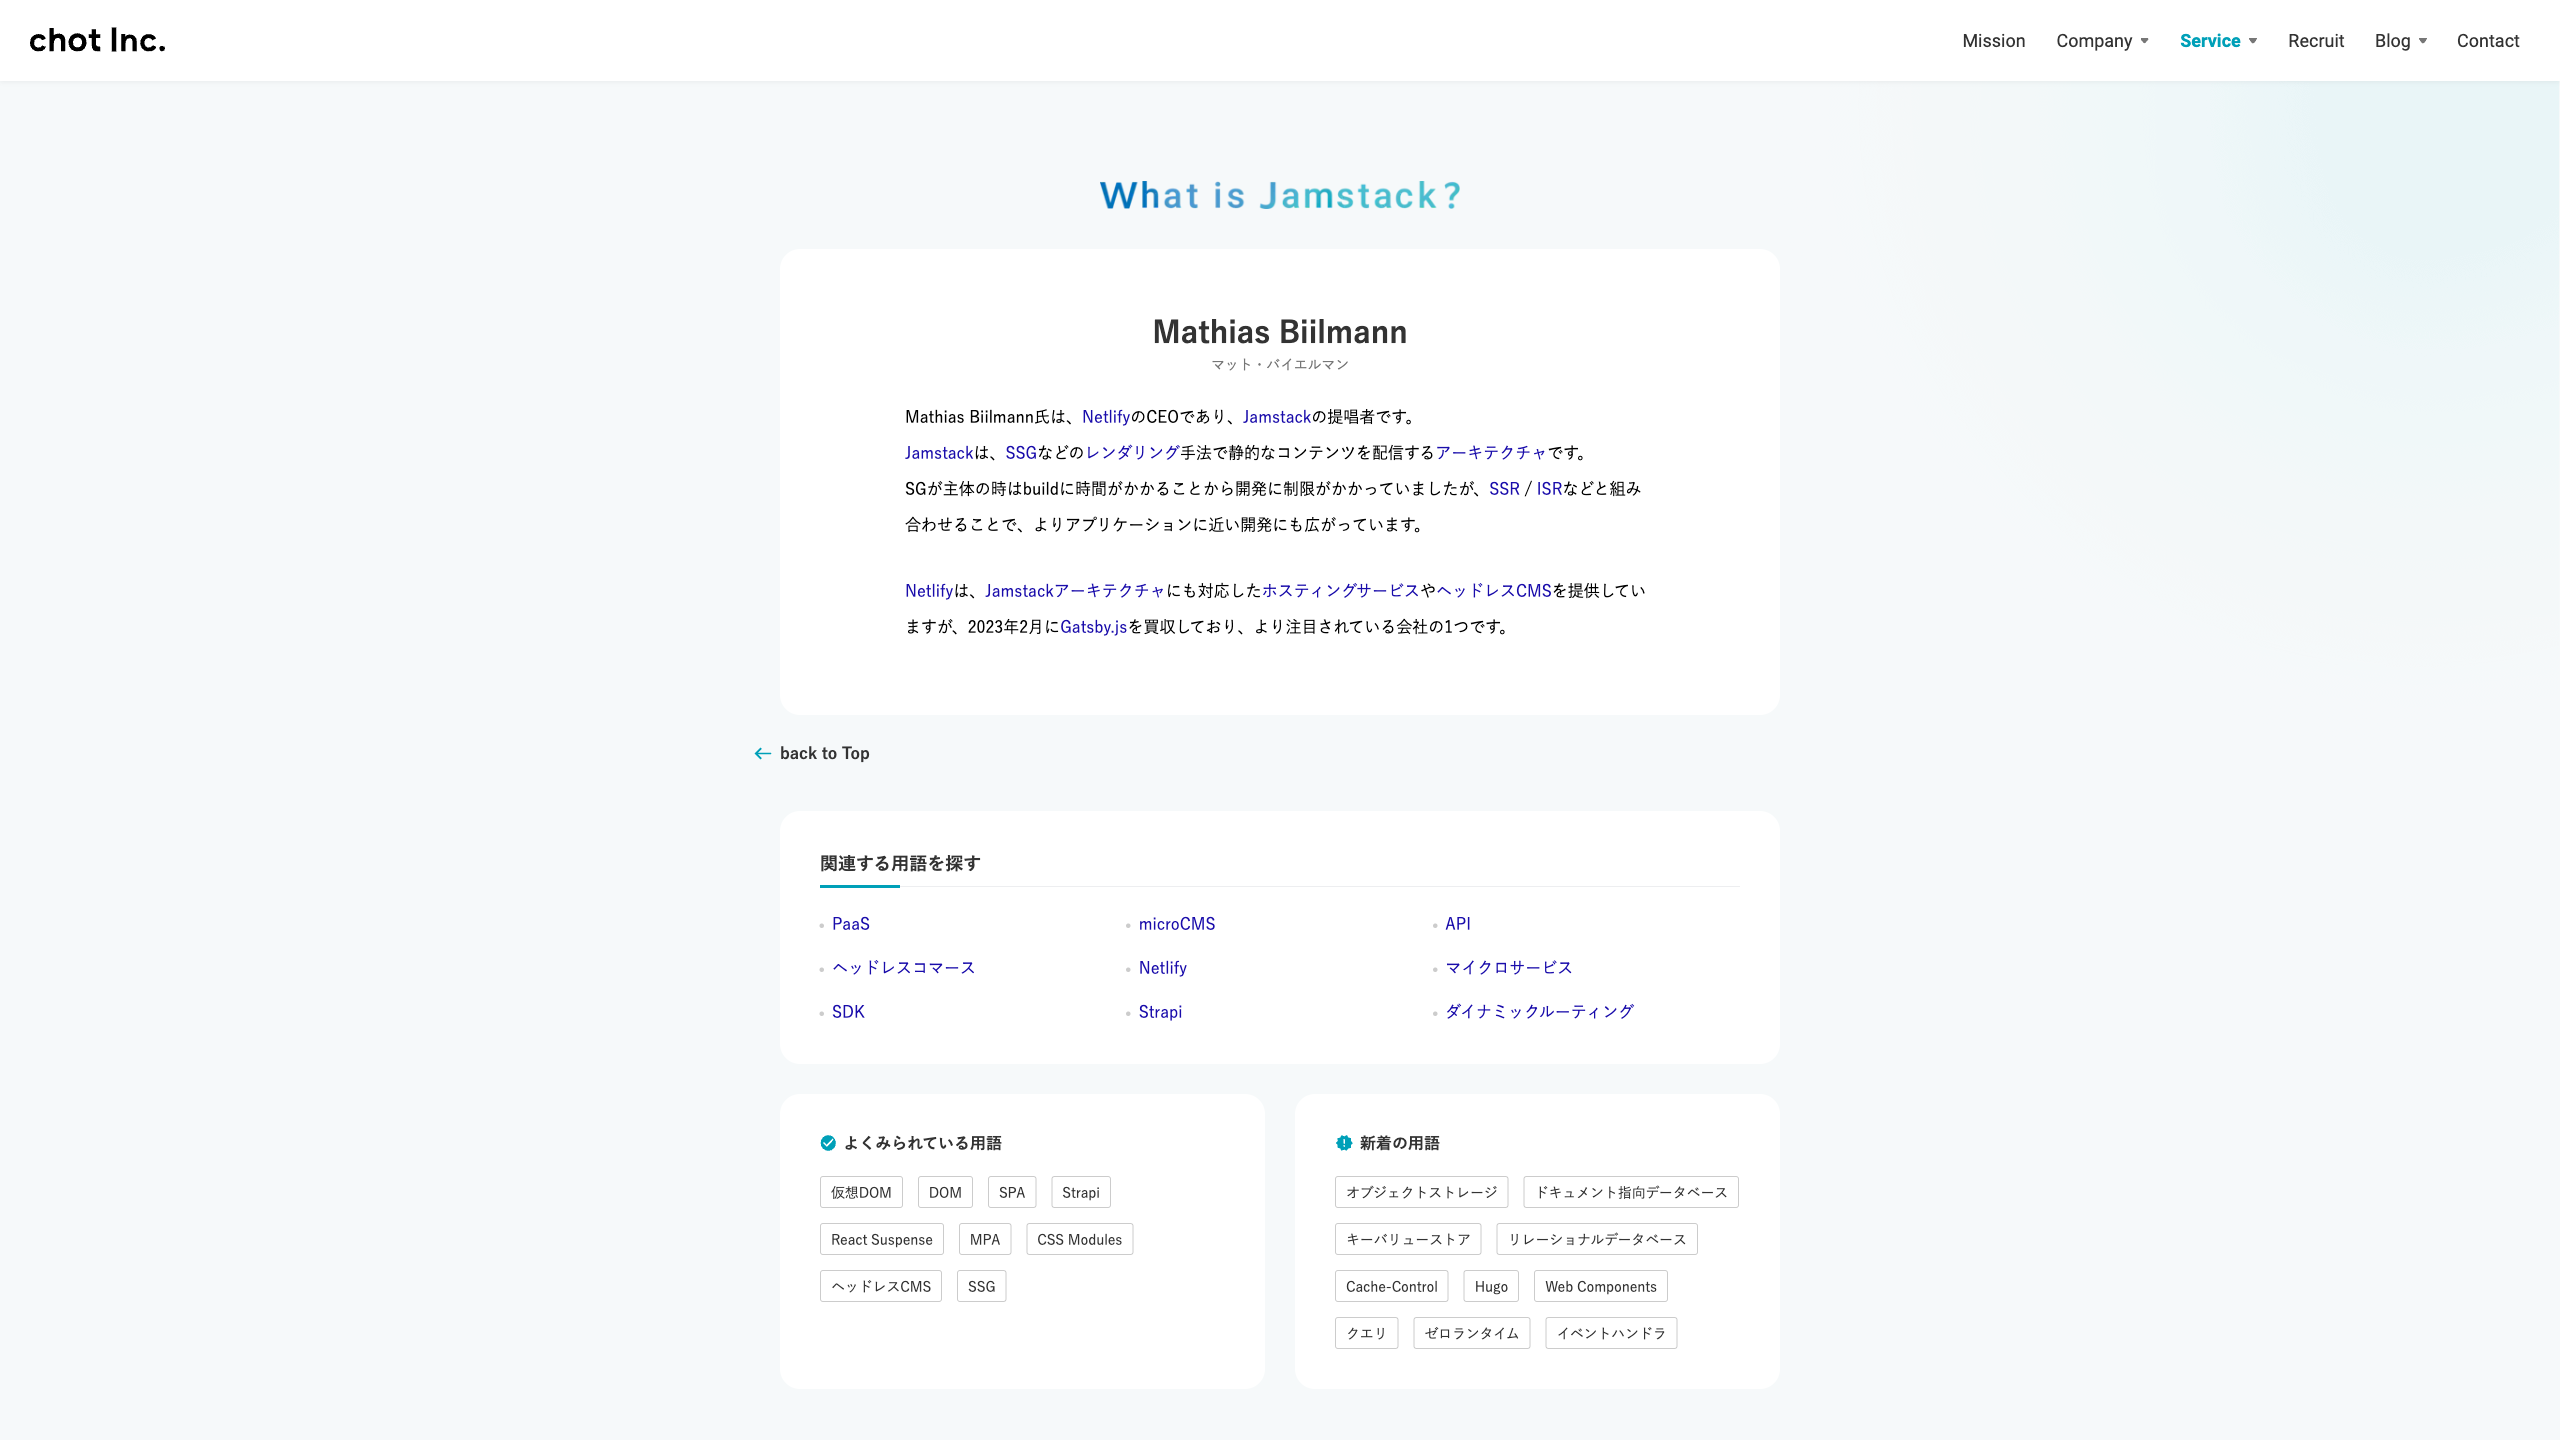 chot Inc.
Mission Company Service Recruit Blog Contact
What is Jamstack?
Mathias Biilmann
マット・バイエルマン
Mathias Biilmann氏は、NetlifyのCEOであり、Jamstackの提唱者です。
Jamstackは、SSGなどのレンダリング手法で静的なコンテンツを配信するアーキテクチャです。
SGが主体の時はbuildに時間がかかることから開発に制限がかかっていましたが、SSR / ISRなどと組み
合わせることで、よりアプリケーションに近い開発にも広がっています。
Netlifyは、Jamstackアーキテクチャにも対応したホスティングサービスやヘッドレスCMSを提供してい
ますが、2023年2月にGatsby.jsを買収しており、より注目されている会社の1つです。
back to Top
関連する用語を探す
PaaS microCMS API
ヘッドレスコマース Netlify マイクロサービス
SDK Strapi ダイナミックルーティング
よくみられている用語
仮想DOM DOM SPA Strapi
React Suspense MPA CSS Modules
ヘッドレスCMS SSG
新着の用語
オブジェクトストレージ ドキュメント指向データベース
キーバリューストア リレーショナルデータベース
Cache-Control Hugo Web Components
クエリ ゼロランタイム イベントハンドラ